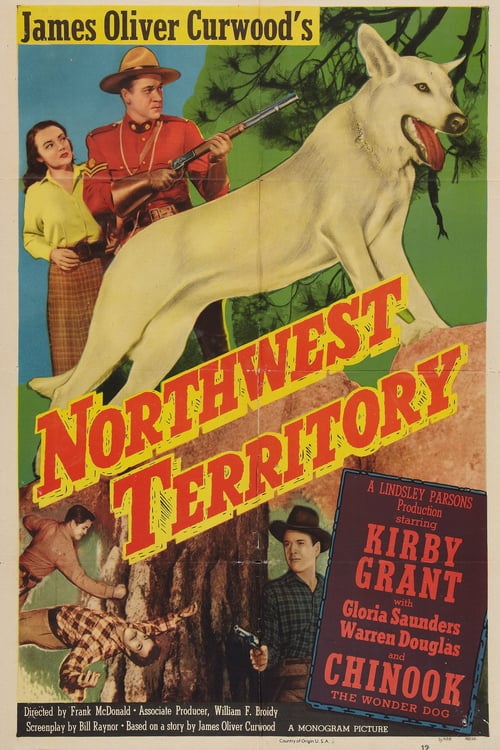 James Oliver Curwood's
NORTHWEST
TERRITORY
A LINDSLEY PARSONS
Production
starring
KIRBY
GRANT
with
Gloria Saunders
Warren Douglas
and
CHINOOK
THE WONDER DOG
Directed by Frank McDonald - Associate Producer, William F. Broidy
Screenplay by Bill Raynor - Based on a story by James Oliver Curwood
A MONOGRAM PICTURE
Country of Origin U.S.A.